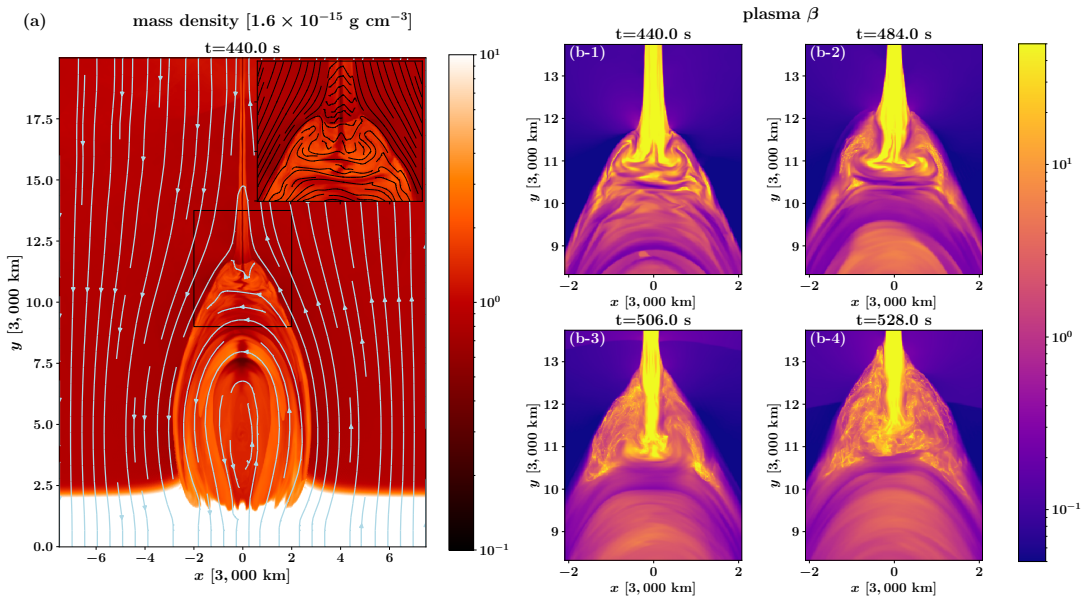 (a)
mass density [1.6 × 10⁻¹⁵ g cm⁻³]
t=440.0 s
y [3,000 km]
17.5
15.0
12.5
10.0
7.5
5.0
2.5
0.0
−6 −4 −2 0 2 4 6
x [3,000 km]
10¹
10⁰
10⁻¹
plasma β
(b-1)
t=440.0 s
y [3,000 km]
13
12
11
10
9
−2 0 2
x [3,000 km]
(b-2)
t=484.0 s
y [3,000 km]
13
12
11
10
9
−2 0 2
x [3,000 km]
(b-3)
t=506.0 s
y [3,000 km]
13
12
11
10
9
−2 0 2
x [3,000 km]
(b-4)
t=528.0 s
y [3,000 km]
13
12
11
10
9
−2 0 2
x [3,000 km]
10¹
10⁰
10⁻¹